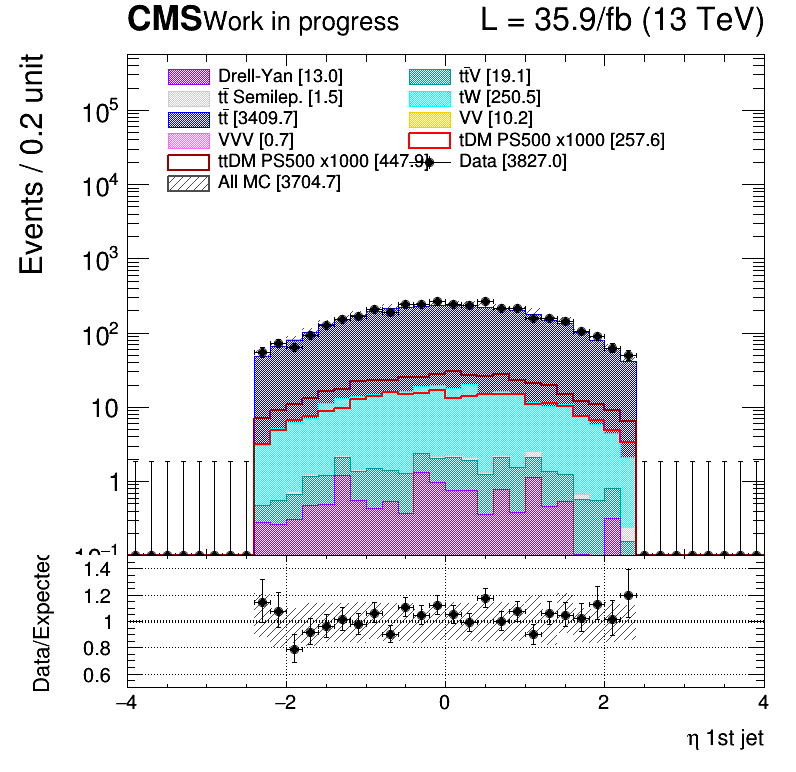 CMS Work in progress L = 35.9/fb (13 TeV)
Events / 0.2 unit
Drell-Yan [13.0] tt̄V [19.1]
tt̄ Semilep. [1.5] tW [250.5]
tt̄ [3409.7] VV [10.2]
VVV [0.7] tDM PS500 x1000 [257.6]
ttDM PS500 x1000 [447.9] Data [3827.0]
All MC [3704.7]
10⁵
10⁴
10³
10²
10
1
10⁻¹
Data/Expected
1.4
1.2
1
0.8
0.6
−4 −2 0 2 4
η 1st jet